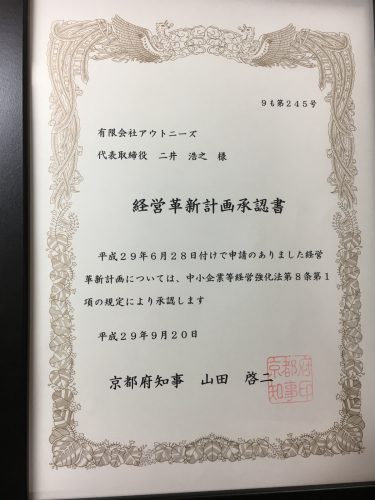 9も第245号
有限会社アウトニーズ
代表取締役 二井 浩之 様
経営革新計画承認書
平成29年6月28日付けで申請のありました経営
革新計画については、中小企業等経営強化法第8条第1
項の規定により承認します
平成29年9月20日
京都府知事 山田 啓二
京都府
知事印